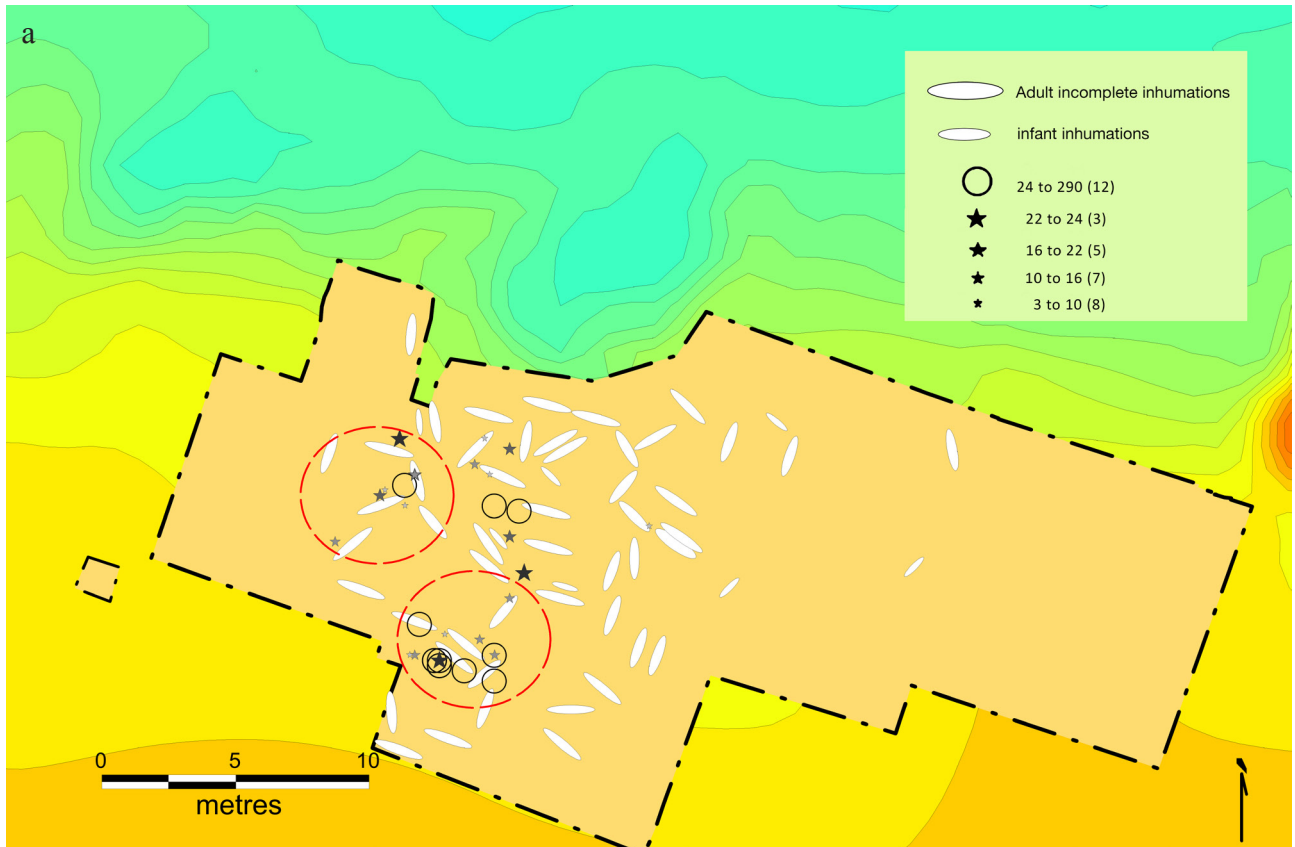 a
Adult incomplete inhumations
infant inhumations
24 to 290 (12)
22 to 24 (3)
16 to 22 (5)
10 to 16 (7)
3 to 10 (8)
0 5 10
metres